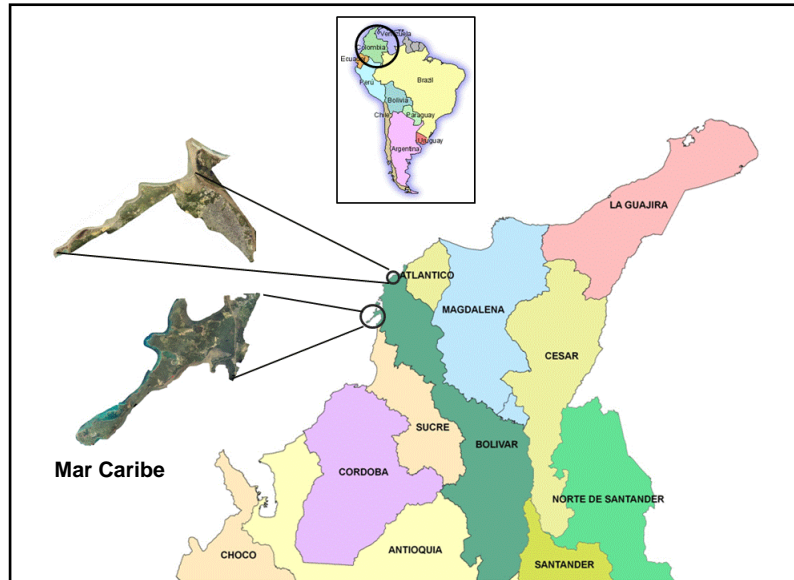 Venezuela
Colombia
Ecuador
Perú
Brazil
Bolivia
Paraguay
Chile
Uruguay
Argentina
LA GUAJIRA
ATLANTICO
MAGDALENA
CESAR
SUCRE
BOLIVAR
Mar Caribe
CORDOBA
NORTE DE SANTANDER
CHOCO
ANTIOQUIA
SANTANDER